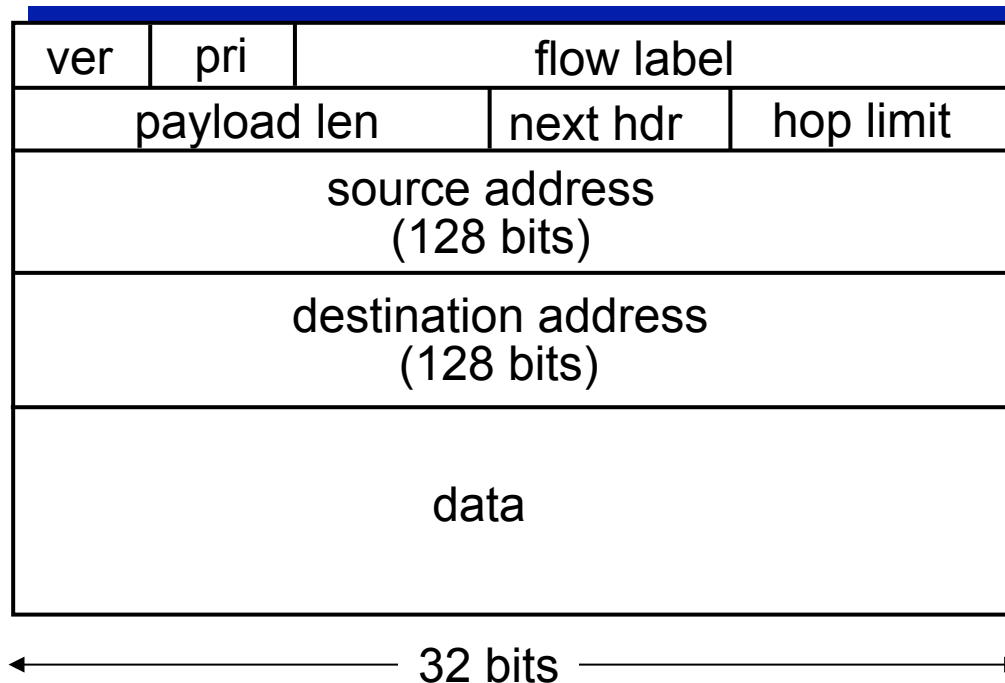 ver pri flow label
payload len next hdr hop limit
source address
(128 bits)
destination address
(128 bits)
data
32 bits